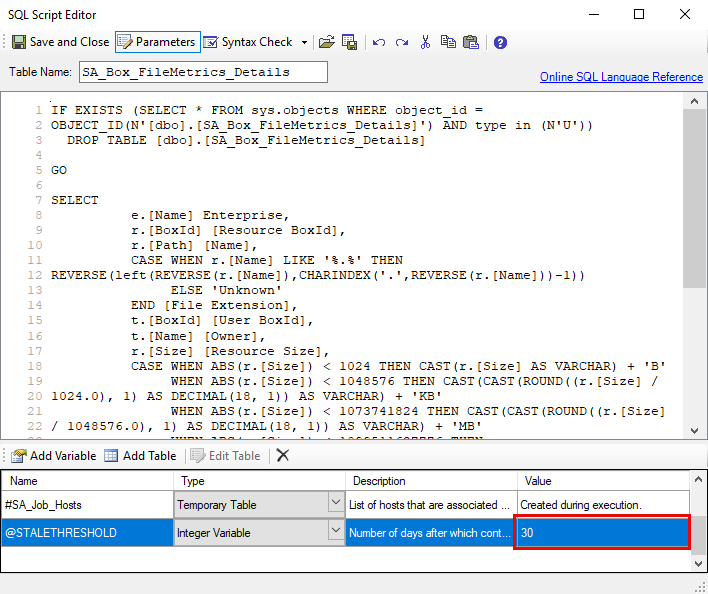 SQL Script Editor
Save and Close Parameters Syntax Check
Table Name: SA_Box_FileMetrics_Details Online SQL Language Reference
1 IF EXISTS (SELECT * FROM sys.objects WHERE object_id =
2 OBJECT_ID(N'[dbo].[SA_Box_FileMetrics_Details]') AND type in (N'U'))
3 DROP TABLE [dbo].[SA_Box_FileMetrics_Details]
4
5 GO
6
7 SELECT
8 e.[Name] Enterprise,
9 r.[BoxId] [Resource BoxId],
10 r.[Path] [Name],
11 CASE WHEN r.[Name] LIKE '%.%' THEN
12 REVERSE(left(REVERSE(r.[Name]),CHARINDEX('.',REVERSE(r.[Name]))-1))
13 ELSE 'Unknown'
14 END [File Extension],
15 t.[BoxId] [User BoxId],
16 t.[Name] [Owner],
17 r.[Size] [Resource Size],
18 CASE WHEN ABS(r.[Size]) < 1024 THEN CAST(r.[Size] AS VARCHAR) + 'B'
19 WHEN ABS(r.[Size]) < 1048576 THEN CAST(CAST(ROUND((r.[Size] /
20 1024.0), 1) AS DECIMAL(18, 1)) AS VARCHAR) + 'KB'
21 WHEN ABS(r.[Size]) < 1073741824 THEN CAST(CAST(ROUND((r.[Size]
22 / 1048576.0), 1) AS DECIMAL(18, 1)) AS VARCHAR) + 'MB'
Add Variable Add Table Edit Table
Name Type Description Value
#SA_Job_Hosts Temporary Table List of hosts that are associated ... Created during execution.
@STALETHRESHOLD Integer Variable Number of days after which cont... 30